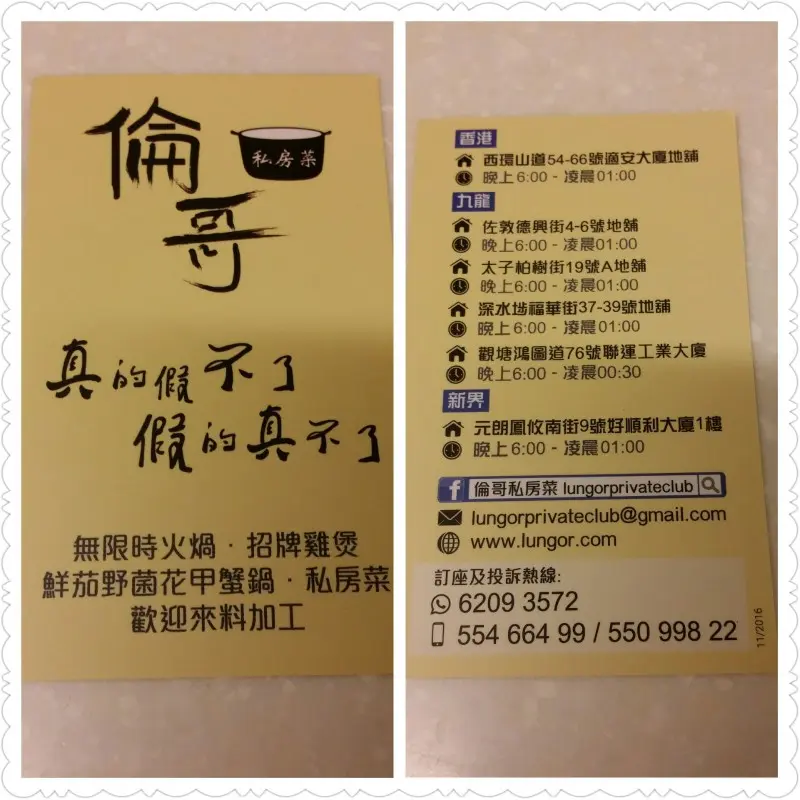 倫哥
私房菜
真的假不了
假的真不了
無限時火煱·招牌雞煲
鮮茄野菌花甲蟹鍋·私房菜
歡迎來料加工
香港
西環山道54-66號適安大廈地舖
晚上6:00 - 凌晨01:00
九龍
佐敦德興街4-6號地舖
晚上6:00 - 凌晨01:00
太子柏樹街19號A地舖
晚上6:00 - 凌晨01:00
深水埗福華街37-39號地舖
晚上6:00 - 凌晨01:00
觀塘鴻圖道76號聯運工業大廈
晚上6:00 - 凌晨00:30
新界
元朗鳳攸南街9號好順利大廈1樓
晚上6:00 - 凌晨01:00
f 倫哥私房菜 lungorprivateclub
lungorprivateclub@gmail.com
www.lungor.com
訂座及投訴熱線:
6209 3572
554 664 99 / 550 998 22
11/2016